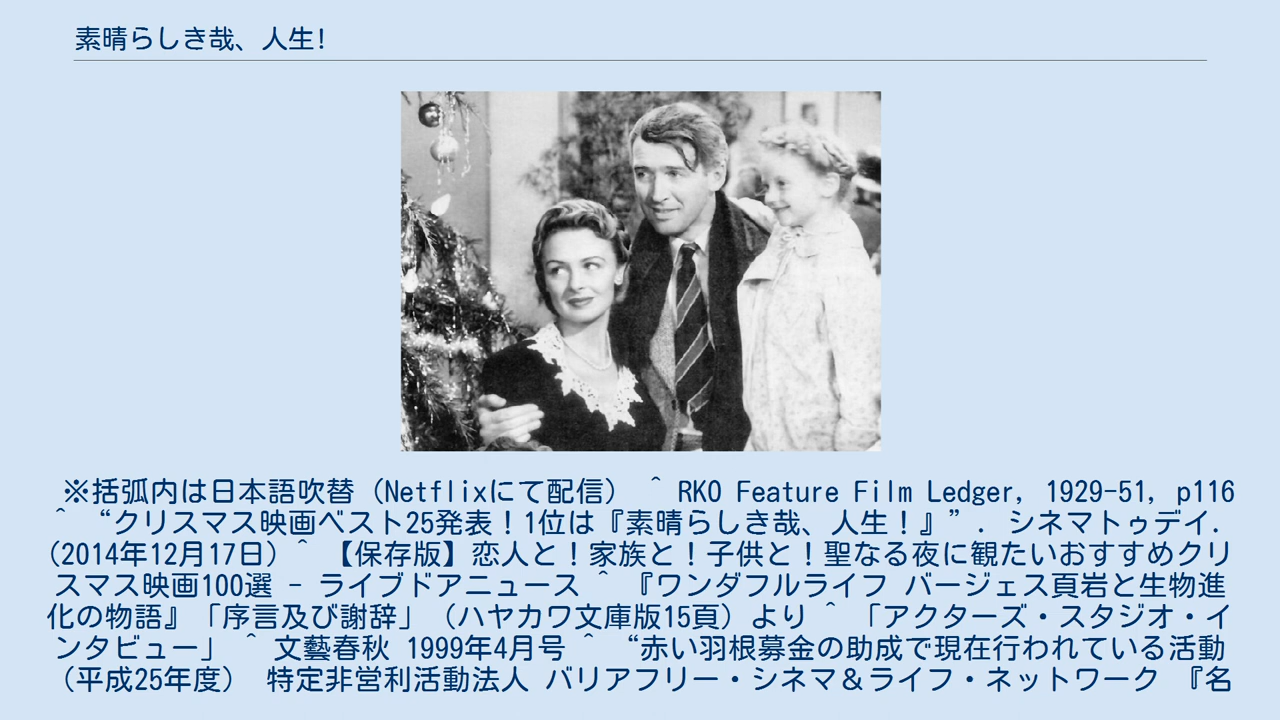 素晴らしき哉、人生!
※括弧内は日本語吹替（Netflixにて配信） ^ RKO Feature Film Ledger, 1929-51, p116
^ “クリスマス映画ベスト25発表！1位は『素晴らしき哉、人生！』”. シネマトゥデイ.
(2014年12月17日) ^ 【保存版】恋人と！家族と！子供と！聖なる夜に観たいおすすめクリ
スマス映画100選 - ライブドアニュース ^ 『ワンダフルライフ バージェス頁岩と生物進
化の物語』「序言及び謝辞」（ハヤカワ文庫版15頁）より ^ 「アクターズ・スタジオ・イ
ンタビュー」 ^ 文藝春秋 1999年4月号 ^ “赤い羽根募金の助成で現在行われている活動
（平成25年度） 特定非営利活動法人 バリアフリー・シネマ＆ライフ・ネットワーク 『名